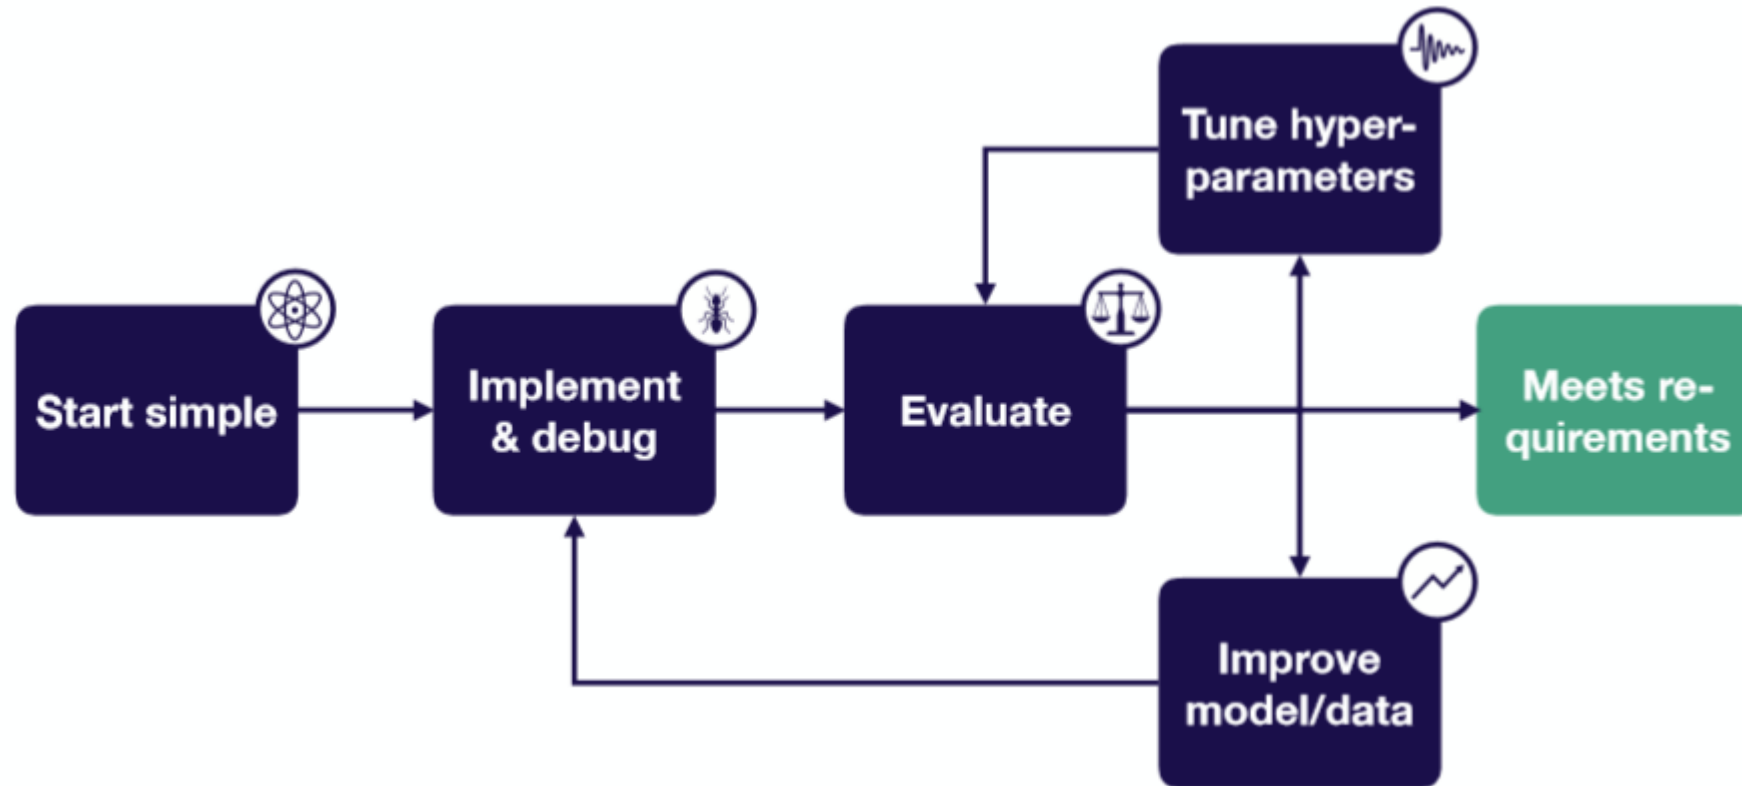 Tune hyper-
parameters
Start simple
Implement
& debug
Evaluate
Meets re-
quirements
Improve
model/data